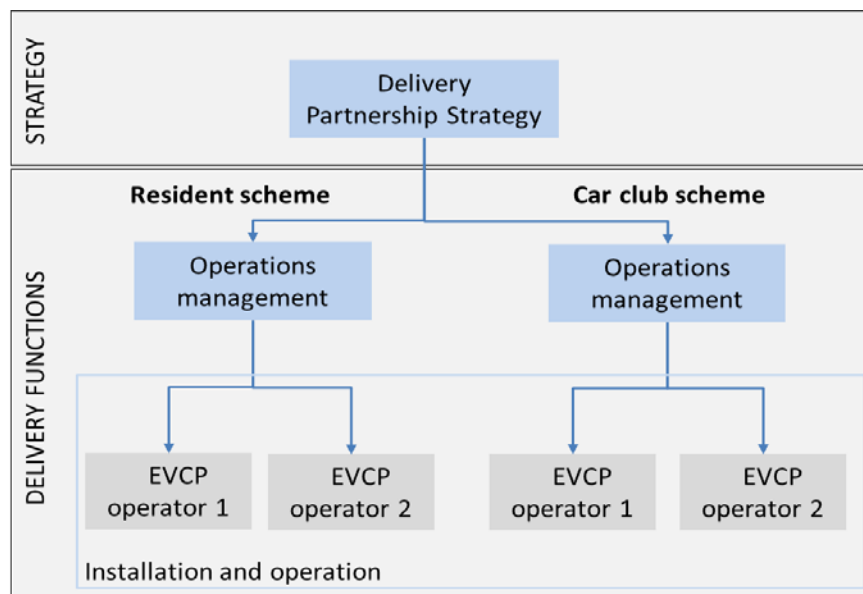 STRATEGY
Delivery
Partnership Strategy
DELIVERY FUNCTIONS
Resident scheme
Car club scheme
Operations
management
Operations
management
EVCP
operator 1
EVCP
operator 2
EVCP
operator 1
EVCP
operator 2
Installation and operation